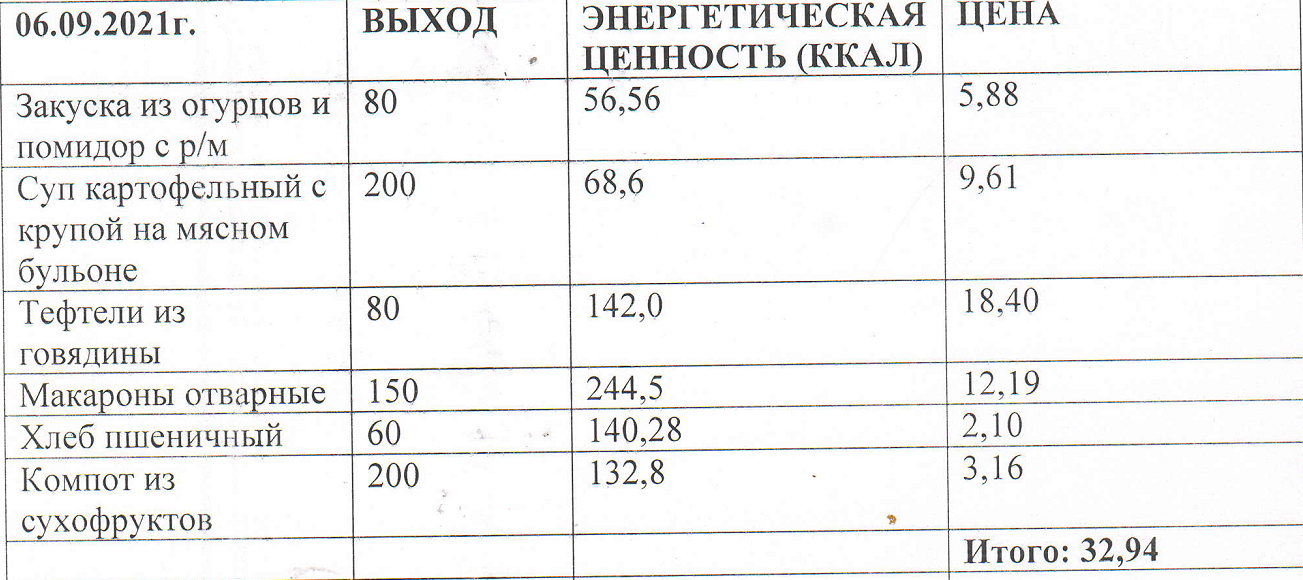 06.09.2021г. ВЫХОД ЭНЕРГЕТИЧЕСКАЯ ЦЕНА
ЦЕННОСТЬ (ККАЛ)
Закуска из огурцов и 80 56,56 5,88
помидор с р/м
Суп картофельный с 200 68,6 9,61
крупой на мясном
бульоне
Тефтели из 80 142,0 18,40
говядины
Макароны отварные 150 244,5 12,19
Хлеб пшеничный 60 140,28 2,10
Компот из 200 132,8 3,16
сухофруктов
Итого: 32,94